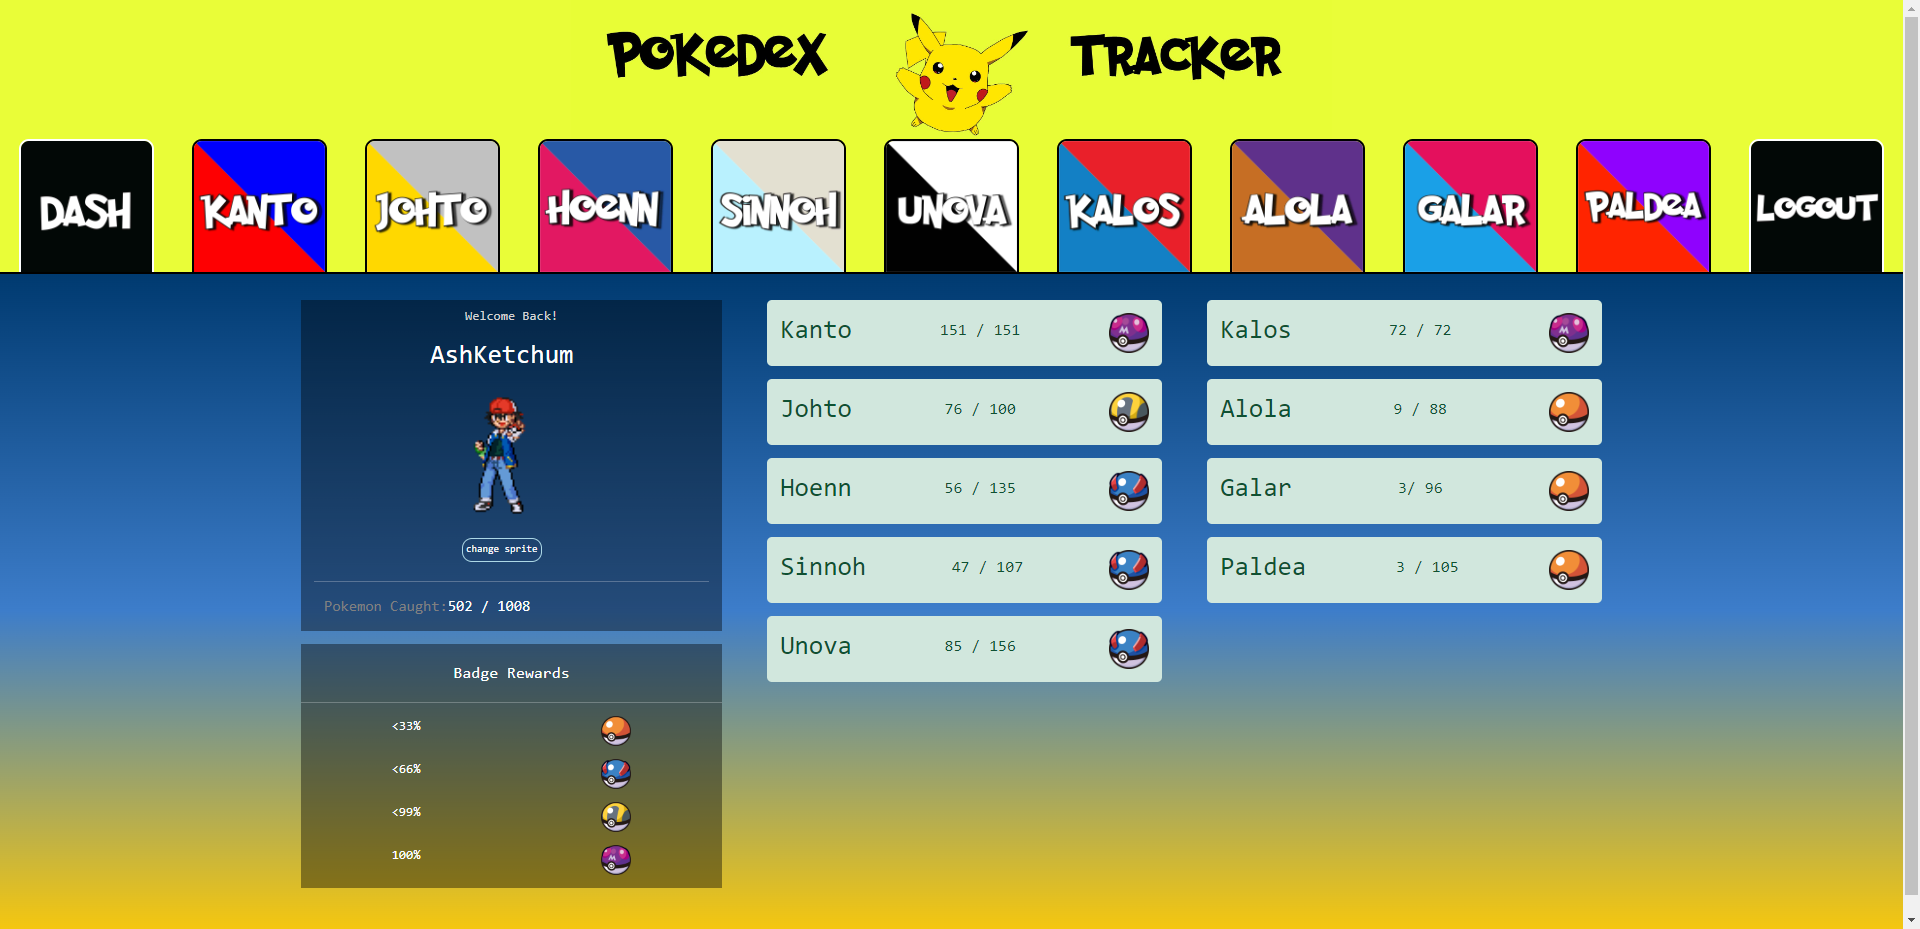 POKeDeX TRACKeR
DASH
KANTO
JOHTO
HOeNN
SiNNOH
UNOVA
KALOS
ALOLA
GALAR
PALDeA
LOGOUT
Welcome Back!
AshKetchum
change sprite
Pokemon Caught:502 / 1008
Badge Rewards
<33%
<66%
<99%
100%
Kanto 151 / 151
Johto 76 / 100
Hoenn 56 / 135
Sinnoh 47 / 107
Unova 85 / 156
Kalos 72 / 72
Alola 9 / 88
Galar 3/ 96
Paldea 3 / 105